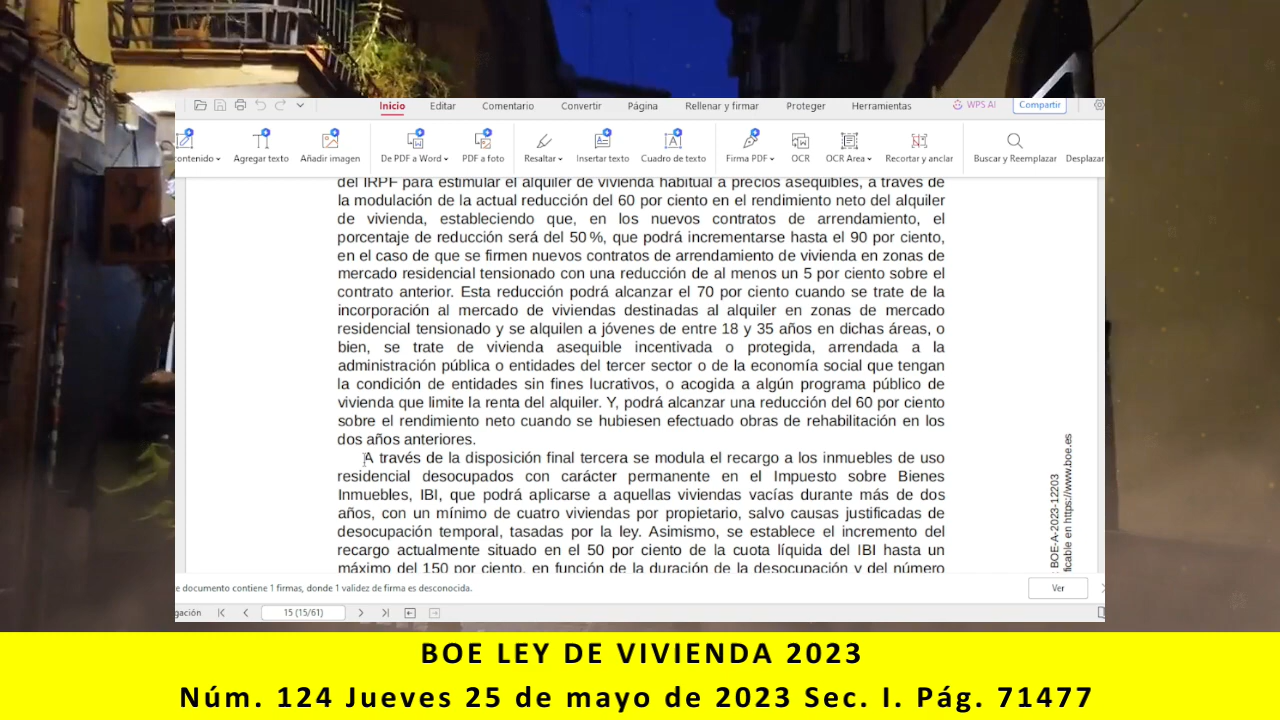 Inicio Editar Comentario Convertir Página Rellenar y firmar Proteger Herramientas WPS AI Compartir
contenido Agregar texto Añadir imagen De PDF a Word PDF a foto Resaltar Insertar texto Cuadro de texto Firma PDF OCR OCR Area Recortar y anclar Buscar y Reemplazar Desplazar
del IRPF para estimular el alquiler de vivienda habitual a precios asequibles, a través de
la modulación de la actual reducción del 60 por ciento en el rendimiento neto del alquiler
de vivienda, estableciendo que, en los nuevos contratos de arrendamiento, el
porcentaje de reducción será del 50 %, que podrá incrementarse hasta el 90 por ciento,
en el caso de que se firmen nuevos contratos de arrendamiento de vivienda en zonas de
mercado residencial tensionado con una reducción de al menos un 5 por ciento sobre el
contrato anterior. Esta reducción podrá alcanzar el 70 por ciento cuando se trate de la
incorporación al mercado de viviendas destinadas al alquiler en zonas de mercado
residencial tensionado y se alquilen a jóvenes de entre 18 y 35 años en dichas áreas, o
bien, se trate de vivienda asequible incentivada o protegida, arrendada a la
administración pública o entidades del tercer sector o de la economía social que tengan
la condición de entidades sin fines lucrativos, o acogida a algún programa público de
vivienda que limite la renta del alquiler. Y, podrá alcanzar una reducción del 60 por ciento
sobre el rendimiento neto cuando se hubiesen efectuado obras de rehabilitación en los
dos años anteriores.
A través de la disposición final tercera se modula el recargo a los inmuebles de uso
residencial desocupados con carácter permanente en el Impuesto sobre Bienes
Inmuebles, IBI, que podrá aplicarse a aquellas viviendas vacías durante más de dos
años, con un mínimo de cuatro viviendas por propietario, salvo causas justificadas de
desocupación temporal, tasadas por la ley. Asimismo, se establece el incremento del
recargo actualmente situado en el 50 por ciento de la cuota líquida del IBI hasta un
máximo del 150 por ciento, en función de la duración de la desocupación y del número
BOE-A-2023-12203
ficable en https://www.boe.es
e documento contiene 1 firmas, donde 1 validez de firma es desconocida. Ver
gación 15 (15/61)
BOE LEY DE VIVIENDA 2023
Núm. 124 Jueves 25 de mayo de 2023 Sec. I. Pág. 71477